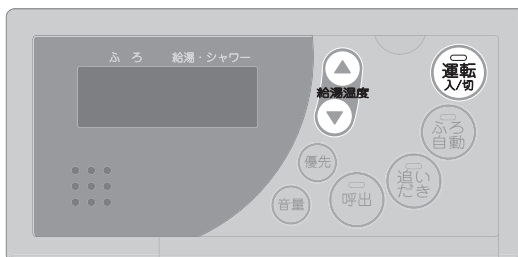 ふろ 給湯・シャワー
給湯温度
運転
入/切
ふろ
自動
優先
追い
だき
音量
呼出